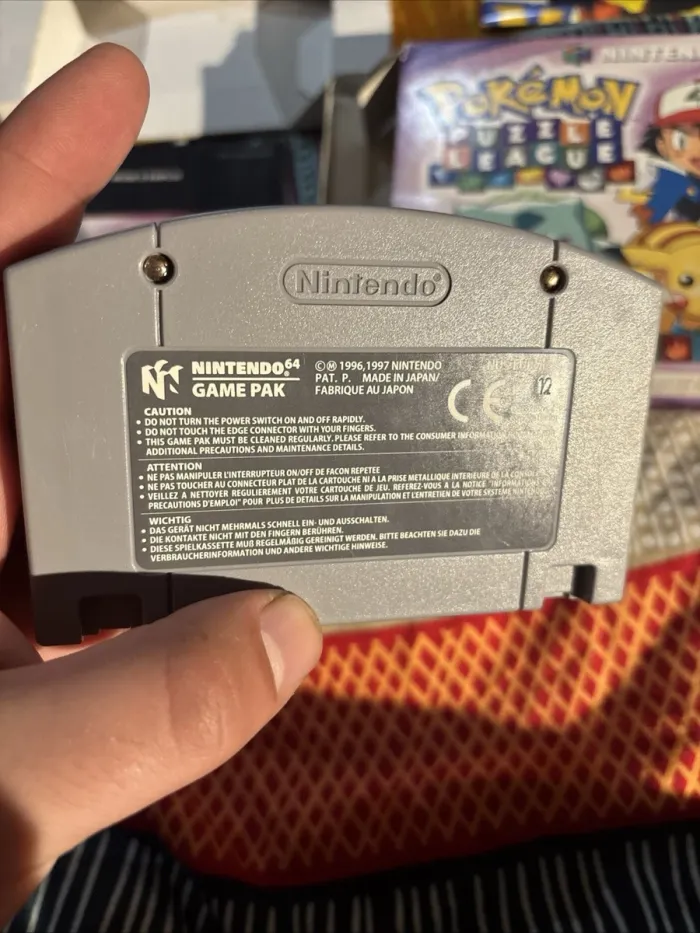 NINTEN
POKéMON
PUZZLE
LEAGUE
Nintendo®
NINTENDO64
GAME PAK
©Ⓜ 1996,1997 NINTENDO
PAT. P. MADE IN JAPAN/
FABRIQUE AU JAPON
CE
12
CAUTION
• DO NOT TURN THE POWER SWITCH ON AND OFF RAPIDLY.
• DO NOT TOUCH THE EDGE CONNECTOR WITH YOUR FINGERS.
• THIS GAME PAK MUST BE CLEANED REGULARLY. PLEASE REFER TO THE CONSUMER INFORMATION
ADDITIONAL PRECAUTIONS AND MAINTENANCE DETAILS.
ATTENTION
• NE PAS MANIPULER L'INTERRUPTEUR ON/OFF DE FACON REPETEE
• NE PAS TOUCHER AU CONNECTEUR PLAT DE LA CARTOUCHE NI A LA PRISE METALLIQUE INTERIEURE DE LA CONSOLE
• VEILLEZ A NETTOYER REGULIEREMENT VOTRE CARTOUCHE DE JEU. REFEREZ-VOUS A LA NOTICE "INFORMATIONS
PRECAUTIONS D'EMPLOI" POUR PLUS DE DETAILS SUR LA MANIPULATION ET L'ENTRETIEN DE VOTRE SYSTEME NINTENDO
WICHTIG
• DAS GERÄT NICHT MEHRMALS SCHNELL EIN- UND AUSSCHALTEN.
• DIE KONTAKTE NICHT MIT DEN FINGERN BERÜHREN.
• DIESE SPIELKASSETTE MUß REGELMÄßIG GEREINIGT WERDEN. BITTE BEACHTEN SIE DAZU DIE
VERBRAUCHERINFORMATION UND ANDERE WICHTIGE HINWEISE.